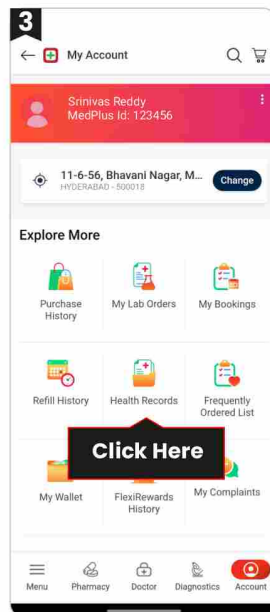 3
My Account
Srinivas Reddy
MedPlus Id: 123456
11-6-56, Bhavani Nagar, M...
HYDERABAD - 500018
Change
Explore More
Purchase
History
My Lab Orders
My Bookings
Refill History
Health Records
Frequently
Ordered List
Click Here
My Wallet
FlexiRewards
History
My Complaints
Menu
Pharmacy
Doctor
Diagnostics
Account